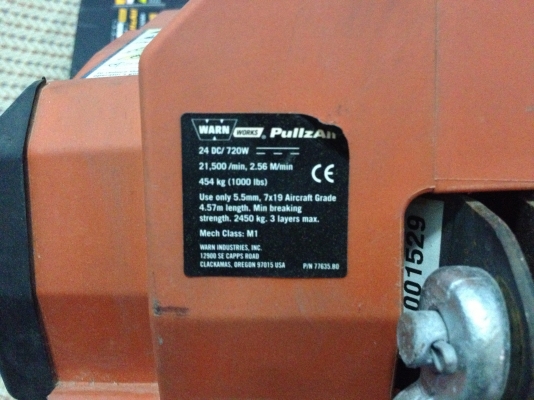 WARN WORKS PullzAll
24 DC/ 720W
21,500 /min, 2.56 M/min
454 kg (1000 lbs)
CE
Use only 5.5mm, 7x19 Aircraft Grade
4.57m length. Min breaking
strength. 2450 kg. 3 layers max.
Mech Class: M1
WARN INDUSTRIES, INC.
12900 SE CAPPS ROAD
CLACKAMAS, OREGON 97015 USA
P/N 77635.B0
001529